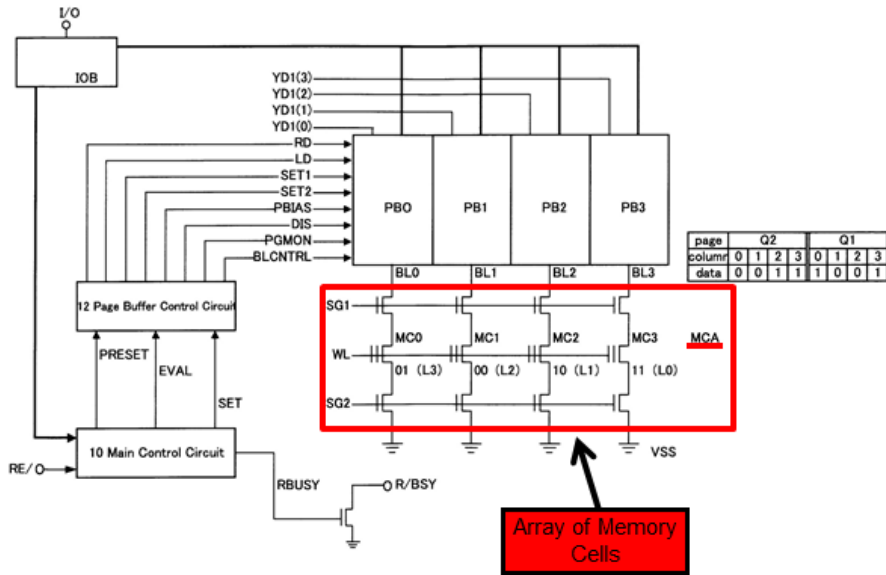 I/O
IOB
YD1(3)
YD1(2)
YD1(1)
YD1(0)
RD
LD
SET1
SET2
PBIAS
DIS
PGMON
BLCNTRL
PB0 PB1 PB2 PB3
page Q2 Q1
column 0 1 2 3 0 1 2 3
data 0 0 1 1 1 0 0 1
BL0 BL1 BL2 BL3
12 Page Buffer Control Circuit
SG1
MC0 MC1 MC2 MC3 MCA
WL
01 (L3) 00 (L2) 10 (L1) 11 (L0)
SG2
PRESET
EVAL
SET
10 Main Control Circuit
VSS
RE/
RBUSY
R/BSY
Array of Memory
Cells